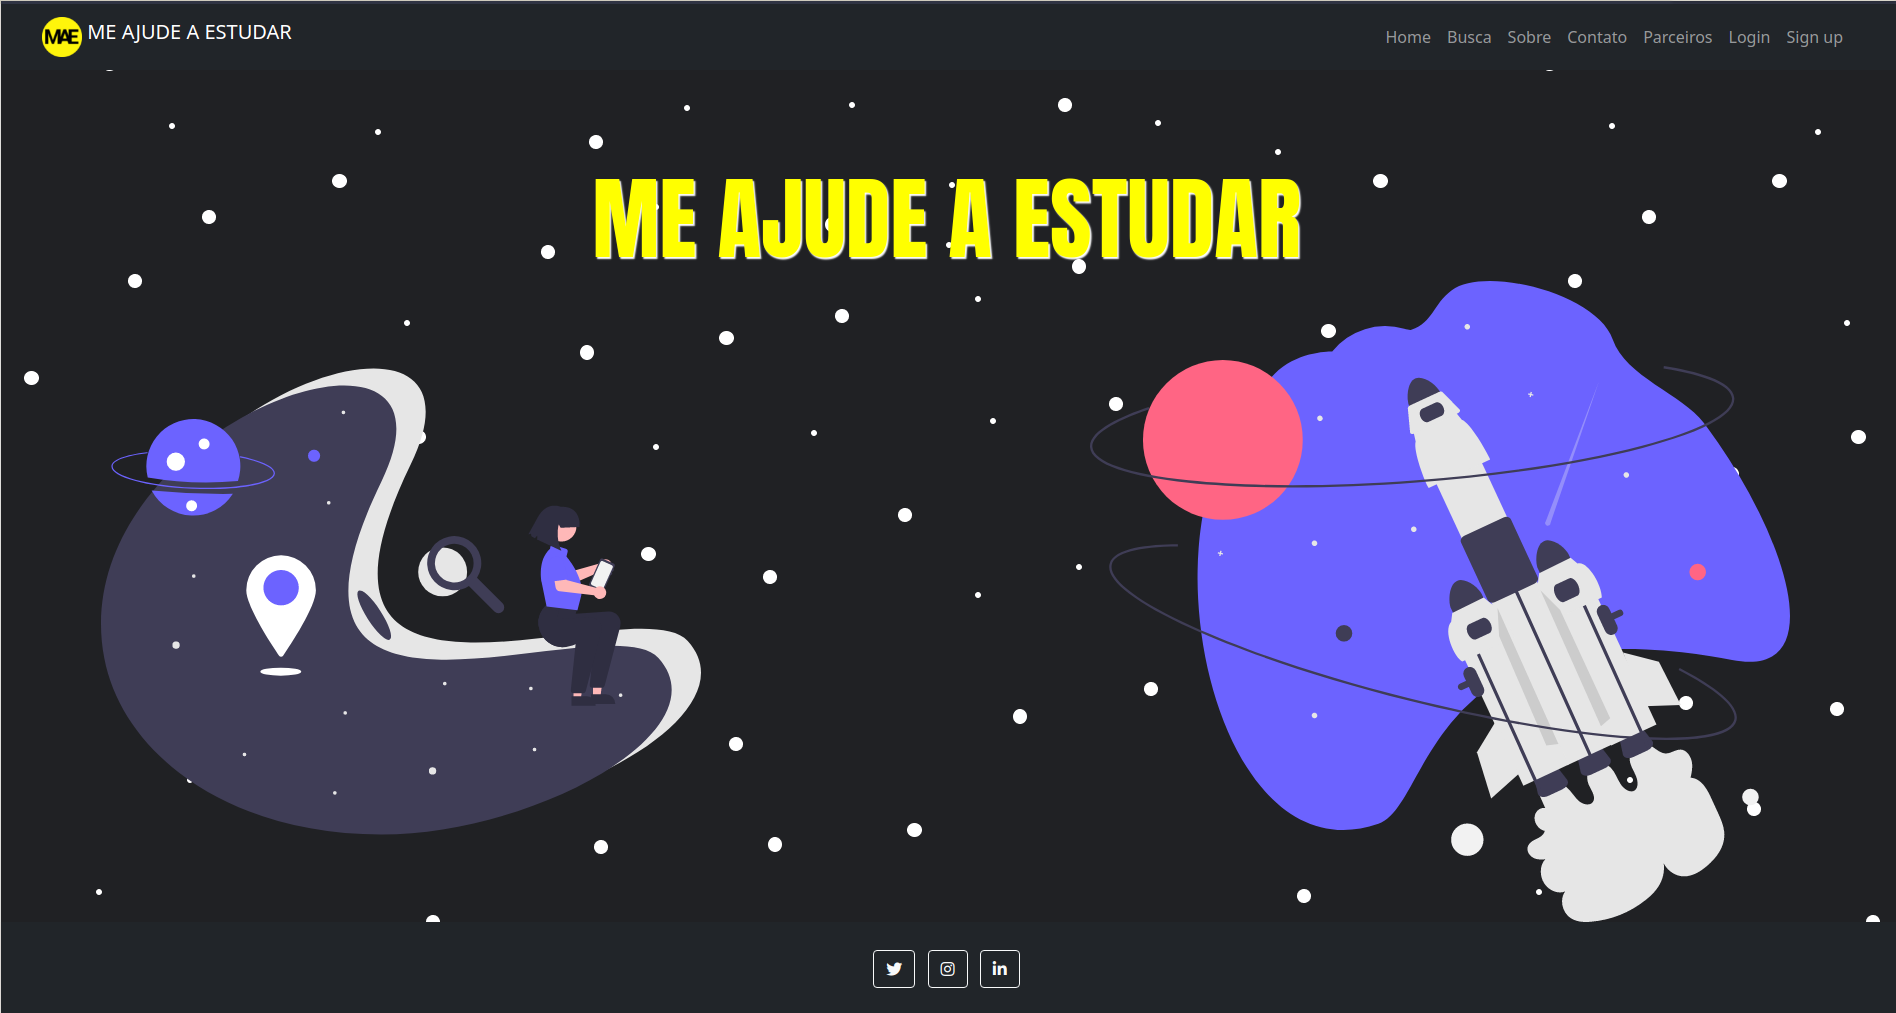 MAE ME AJUDE A ESTUDAR
Home Busca Sobre Contato Parceiros Login Sign up
ME AJUDE A ESTUDAR
in